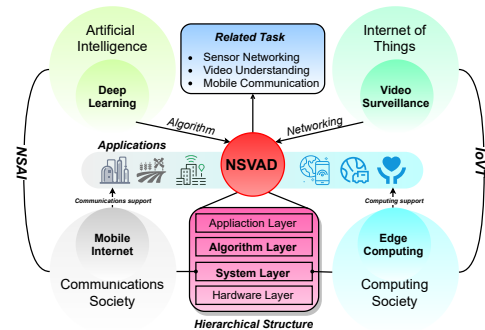 Artificial
Intelligence
Deep
Learning
Related Task
• Sensor Networking
• Video Understanding
• Mobile Communication
Internet of
Things
Video
Surveillance
Algorithm
Networking
NSAI
IoVT
Applications
NSVAD
Communications support
Computing support
Mobile
Internet
Communications
Society
Appliaction Layer
Algorithm Layer
System Layer
Hardware Layer
Hierarchical Structure
Edge
Computing
Computing
Society